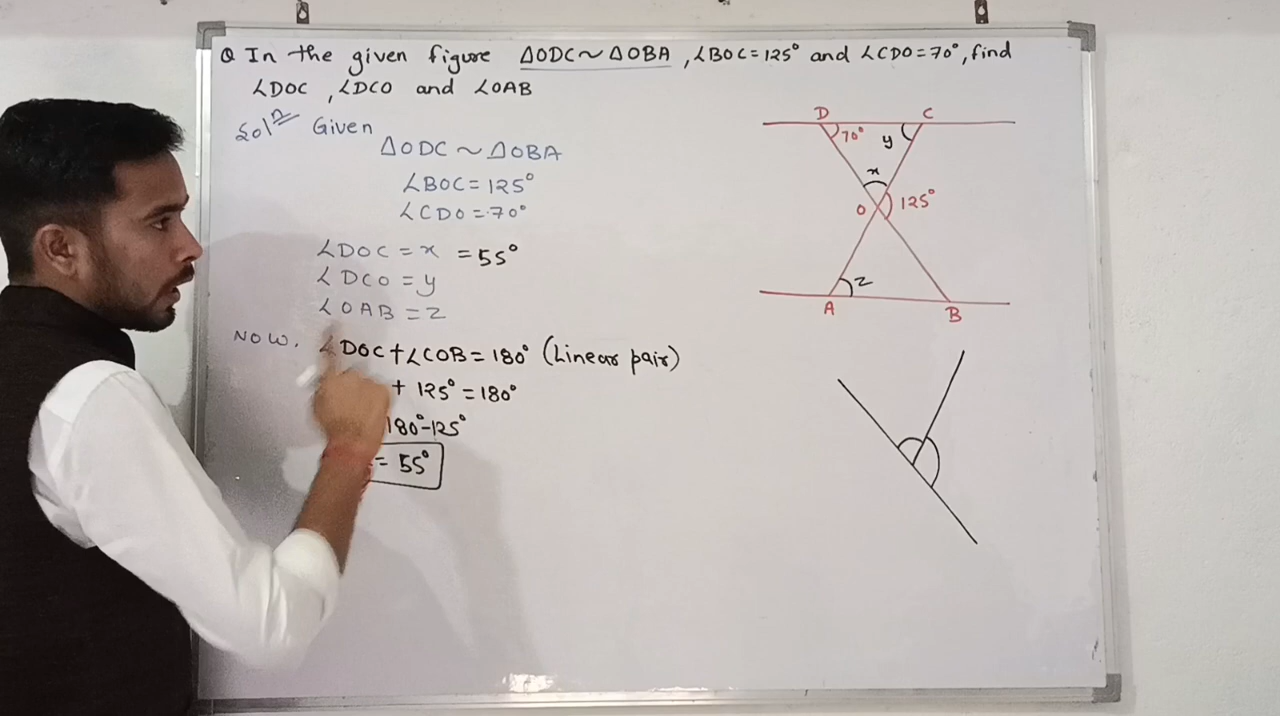 Q In the given figure ΔODC ~ ΔOBA, ∠BOC = 125° and ∠CDO = 70°, find
∠DOC, ∠DCO and ∠OAB
Solⁿ Given
ΔODC ~ ΔOBA
∠BOC = 125°
∠CDO = 70°
∠DOC = x = 55°
∠DCO = y
∠OAB = z
NOW, ∠DOC + ∠COB = 180° (Linear pair)
+ 125° = 180°
180° - 125°
= 55°
D C
70° y
x
O 125°
z
A B